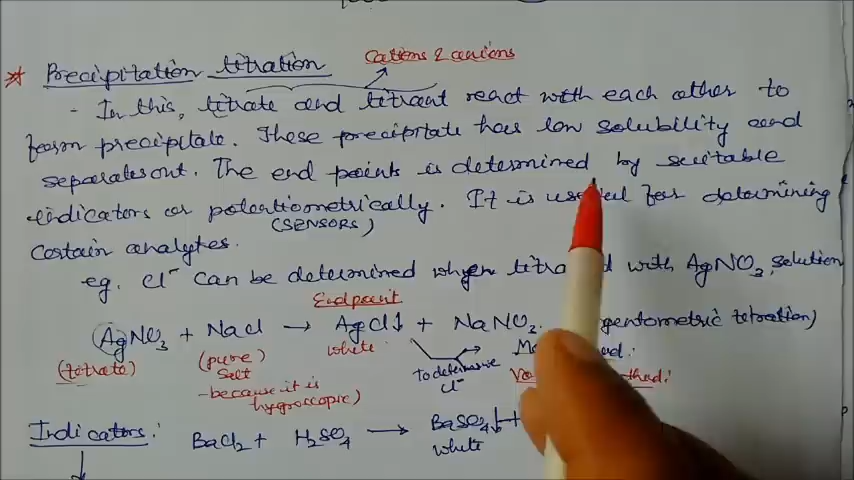 Cations & anions
* Precipitation titration
- In this, titrate and titrant react with each other to
form precipitate. These precipitate has low solubility and
separates out. The end points is determined by suitable
indicators or potentiometrically. It is used for determining
(SENSORS)
certain analytes.
eg. Cl⁻ can be determined when titrated with AgNO₃ solution
Endpoint
AgNO₃ + NaCl → AgCl↓ + NaNO₃. gentometric titration)
(titrate) (pure) white
salt
To determine Cl⁻
-because it is
hygroscopic)
Indicators: BaCl₂ + H₂SO₄ → BaSO₄↓ +
white